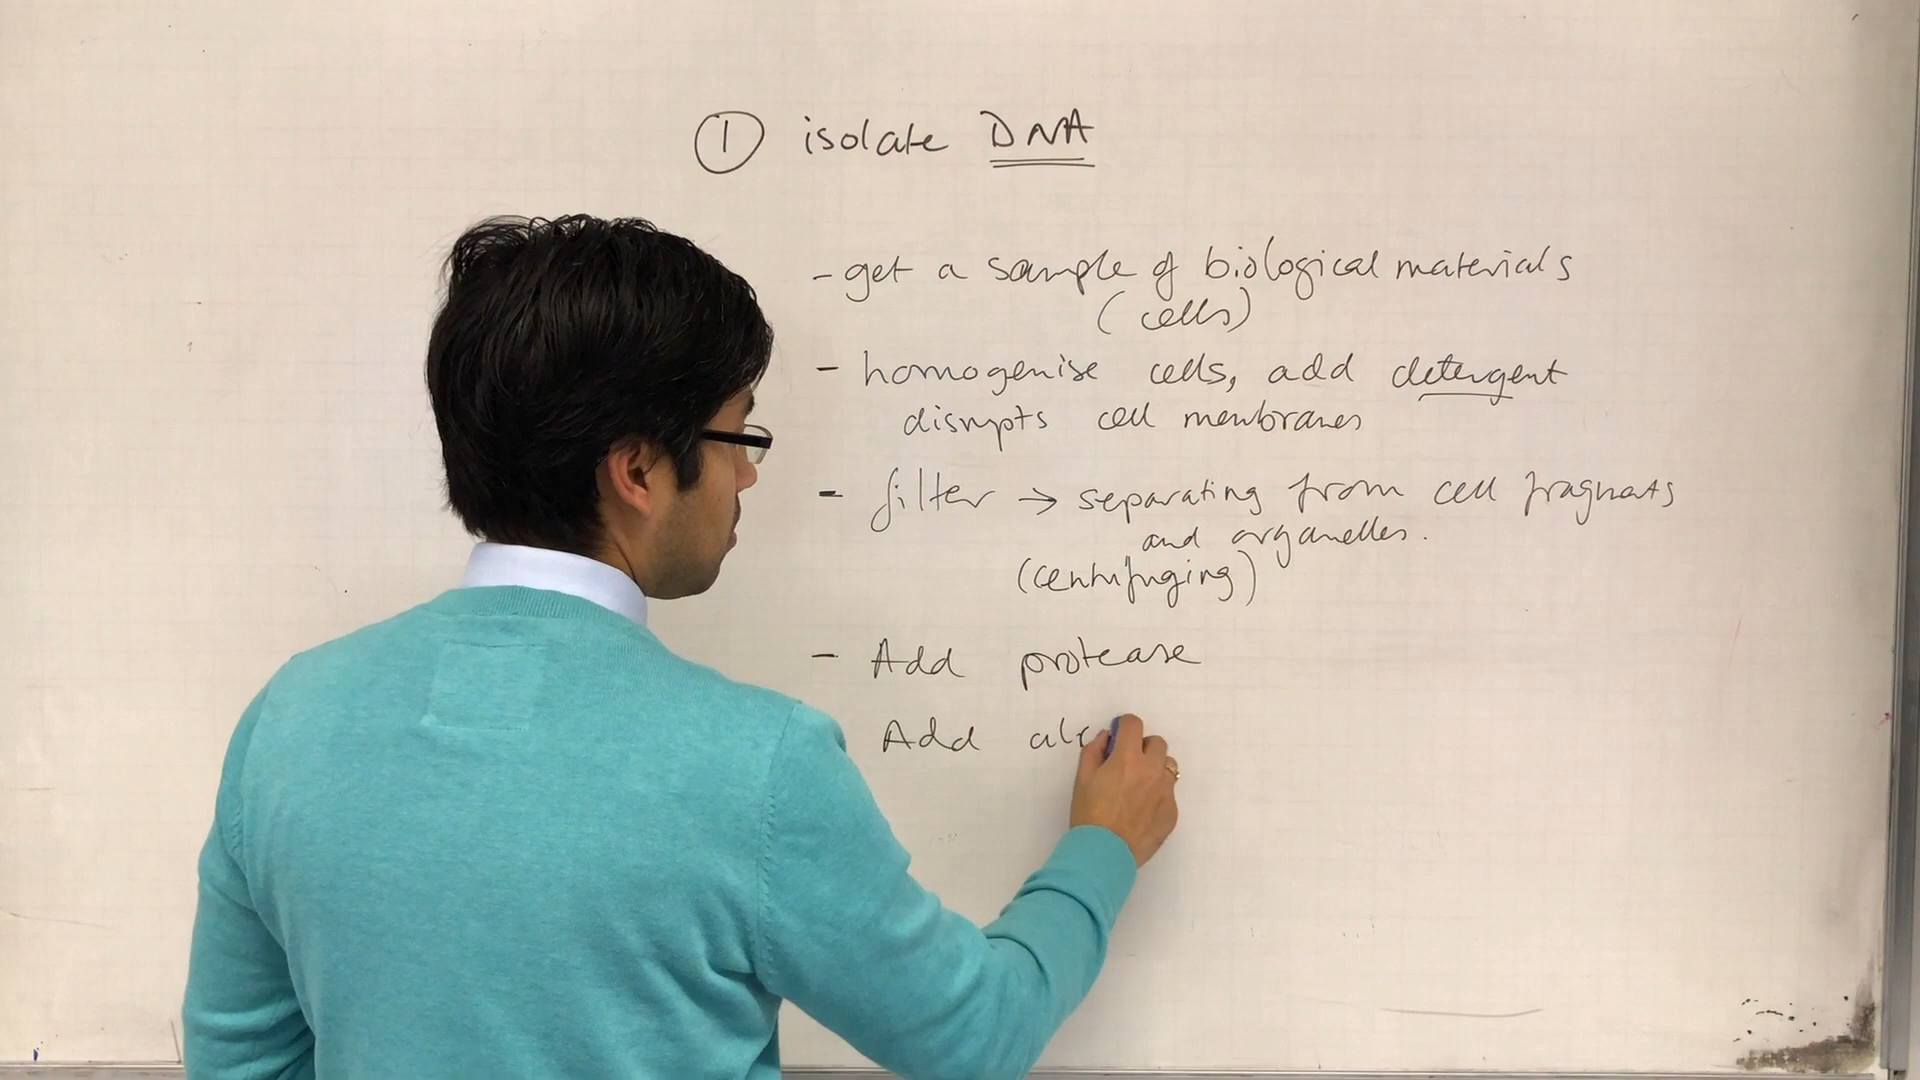 ① isolate DNA
- get a sample of biological materials
(cells)
- homogenise cells, add detergent
disrupts cell membranes
- filter → separating from cell fragments
and organelles.
(centrifuging)
- Add protease
Add alc